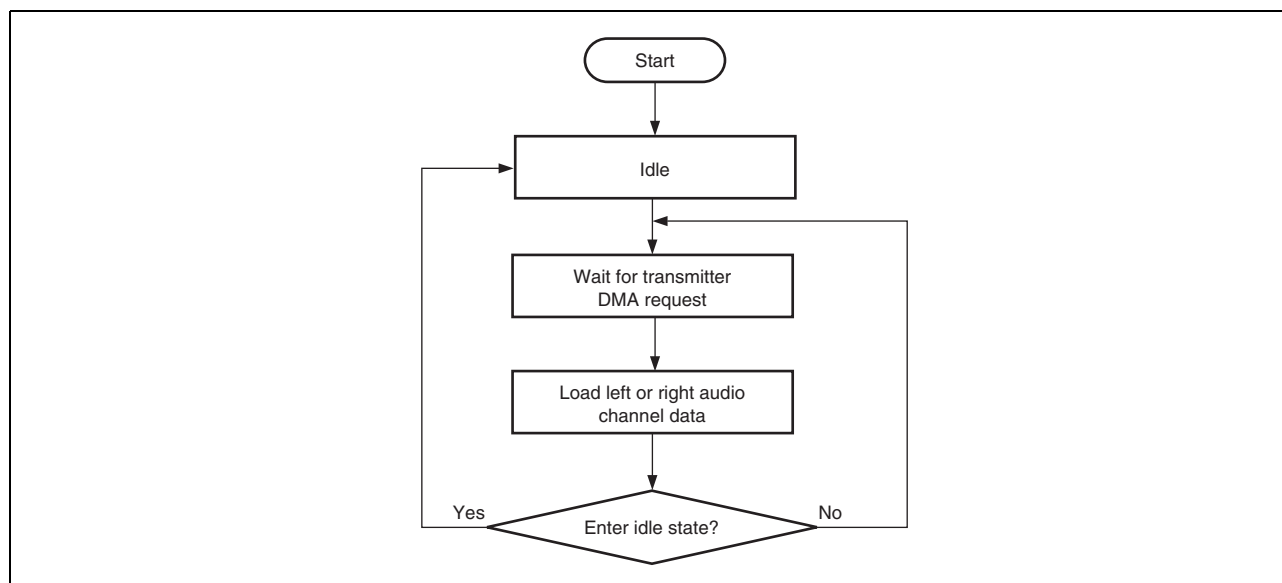 Start
Idle
Wait for transmitter
DMA request
Load left or right audio
channel data
Yes
Enter idle state?
No